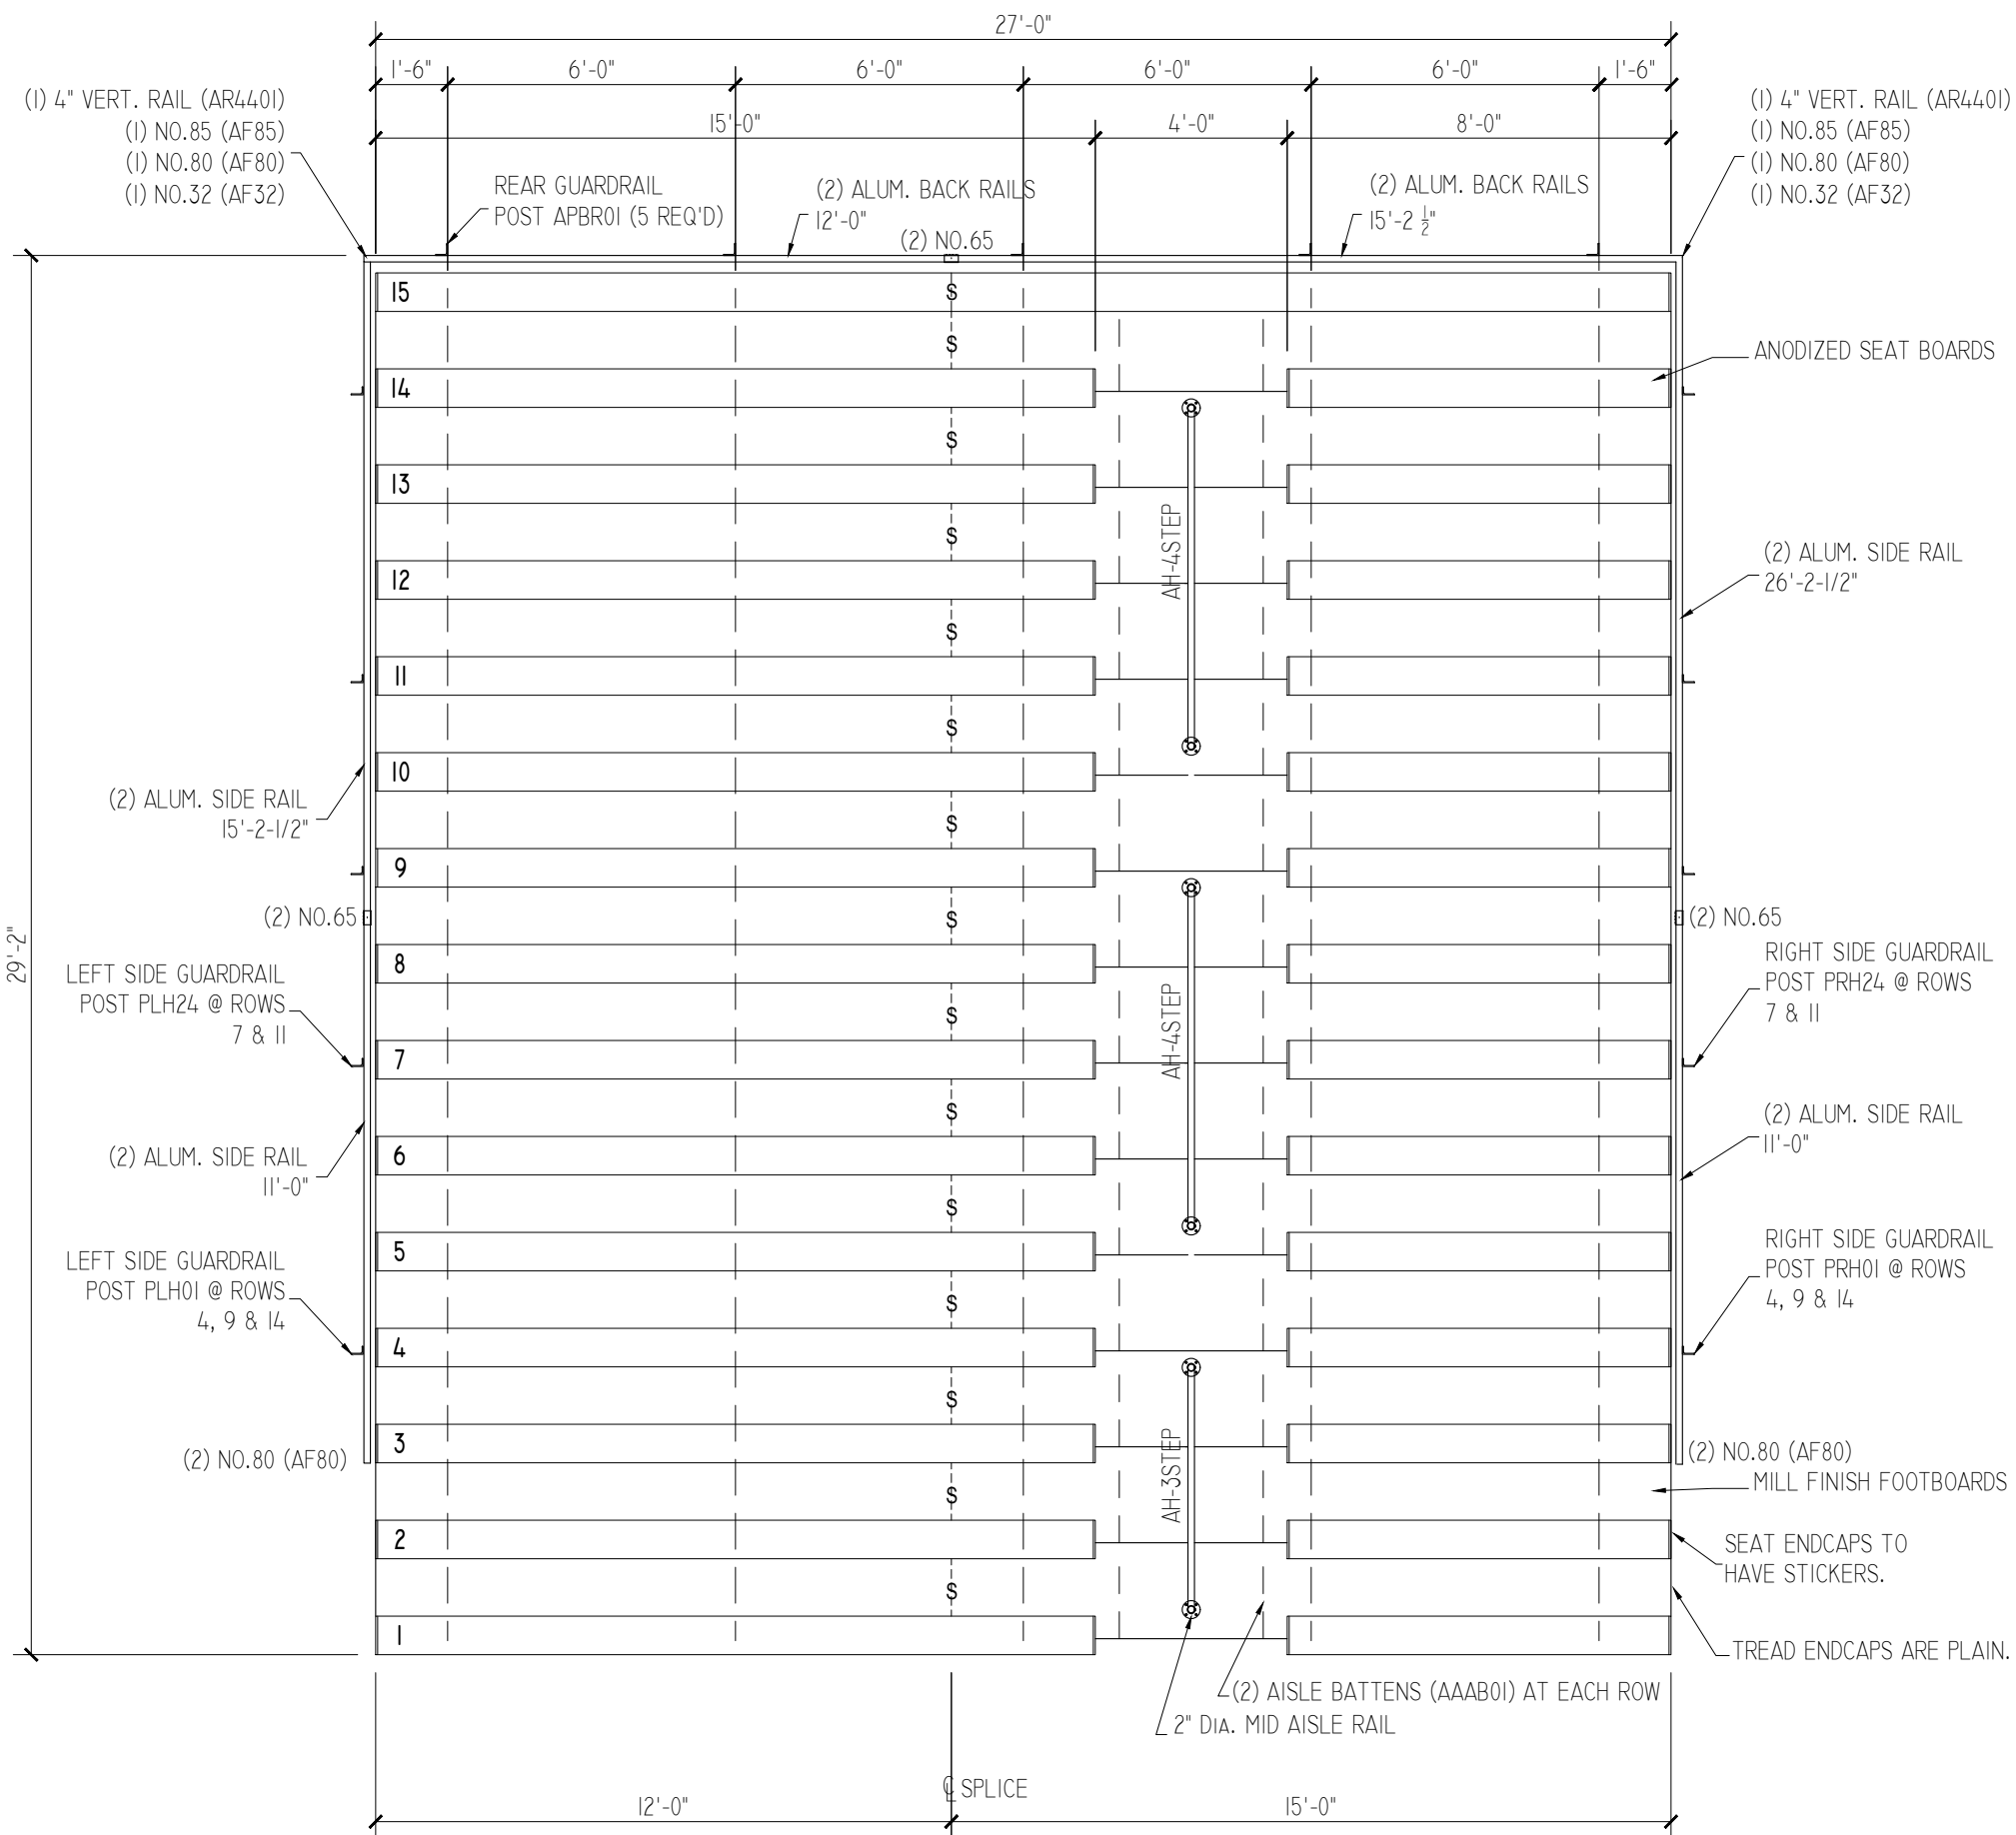 27'-0"
1'-6"
6'-0"
6'-0"
6'-0"
6'-0"
1'-6"
15'-0"
4'-0"
8'-0"
(1) 4" VERT. RAIL (AR4401)
(1) NO.85 (AF85)
(1) NO.80 (AF80)
(1) NO.32 (AF32)
REAR GUARDRAIL
POST APBR01 (5 REQ'D)
(2) ALUM. BACK RAILS
12'-0"
(2) NO.65
(2) ALUM. BACK RAILS
15'-2 1/2"
(1) 4" VERT. RAIL (AR4401)
(1) NO.85 (AF85)
(1) NO.80 (AF80)
(1) NO.32 (AF32)
15
S
S
ANODIZED SEAT BOARDS
14
S
13
AH-4STEP
S
(2) ALUM. SIDE RAIL
26'-2-1/2"
12
S
11
S
10
(2) ALUM. SIDE RAIL
15'-2-1/2"
S
9
(2) NO.65
S
(2) NO.65
29'-2"
8
LEFT SIDE GUARDRAIL
POST PLH24 @ ROWS
7 & 11
S
AH-4STEP
RIGHT SIDE GUARDRAIL
POST PRH24 @ ROWS
7 & 11
7
S
(2) ALUM. SIDE RAIL
11'-0"
(2) ALUM. SIDE RAIL
11'-0"
6
S
5
LEFT SIDE GUARDRAIL
POST PLH01 @ ROWS
4, 9 & 14
S
RIGHT SIDE GUARDRAIL
POST PRH01 @ ROWS
4, 9 & 14
4
S
3
AH-3STEP
(2) NO.80 (AF80)
(2) NO.80 (AF80)
MILL FINISH FOOTBOARDS
S
2
SEAT ENDCAPS TO
HAVE STICKERS.
S
1
TREAD ENDCAPS ARE PLAIN.
(2) AISLE BATTENS (AAAB01) AT EACH ROW
2" DIA. MID AISLE RAIL
℄ SPLICE
12'-0"
15'-0"